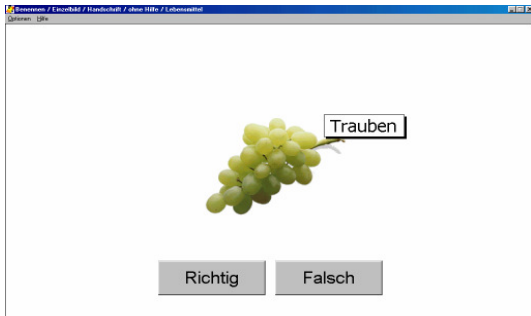 Benennen / Einzelbild / Handschrift / ohne Hilfe / Lebensmittel
Optionen Hilfe
Trauben
Richtig Falsch